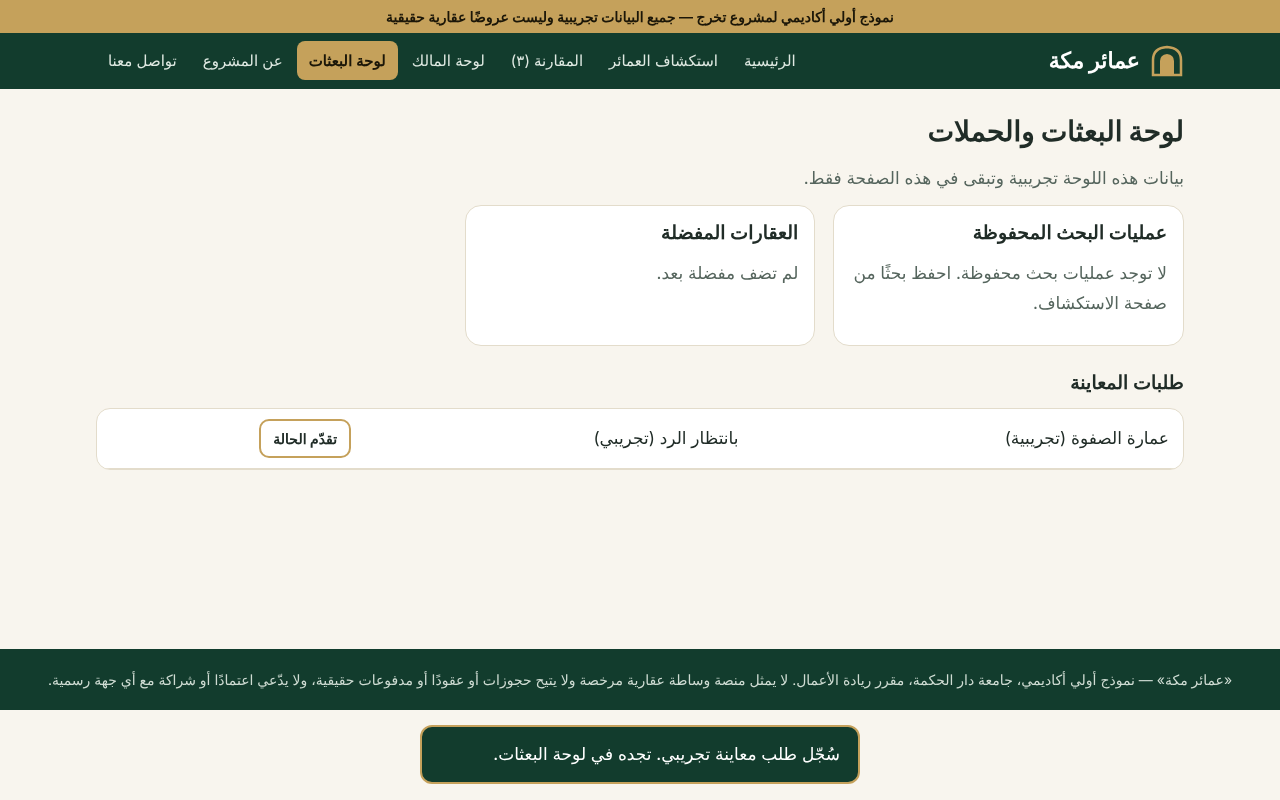 نموذج أولي أكاديمي لمشروع تخرج — جميع البيانات تجريبية وليست عروضًا عقارية حقيقية
عمائر مكة
الرئيسية
استكشاف العمائر
المقارنة (٣)
لوحة المالك
لوحة البعثات
عن المشروع
تواصل معنا
لوحة البعثات والحملات
بيانات هذه اللوحة تجريبية وتبقى في هذه الصفحة فقط.
عمليات البحث المحفوظة
لا توجد عمليات بحث محفوظة. احفظ بحثًا من
صفحة الاستكشاف.
العقارات المفضلة
لم تضف مفضلة بعد.
طلبات المعاينة
عمارة الصفوة (تجريبية)
بانتظار الرد (تجريبي)
تقدّم الحالة
«عمائر مكة» — نموذج أولي أكاديمي، جامعة دار الحكمة، مقرر ريادة الأعمال. لا يمثل منصة وساطة عقارية مرخصة ولا يتيح حجوزات أو عقودًا أو مدفوعات حقيقية، ولا يدّعي اعتمادًا أو شراكة مع أي جهة رسمية.
سُجّل طلب معاينة تجريبي. تجده في لوحة البعثات.